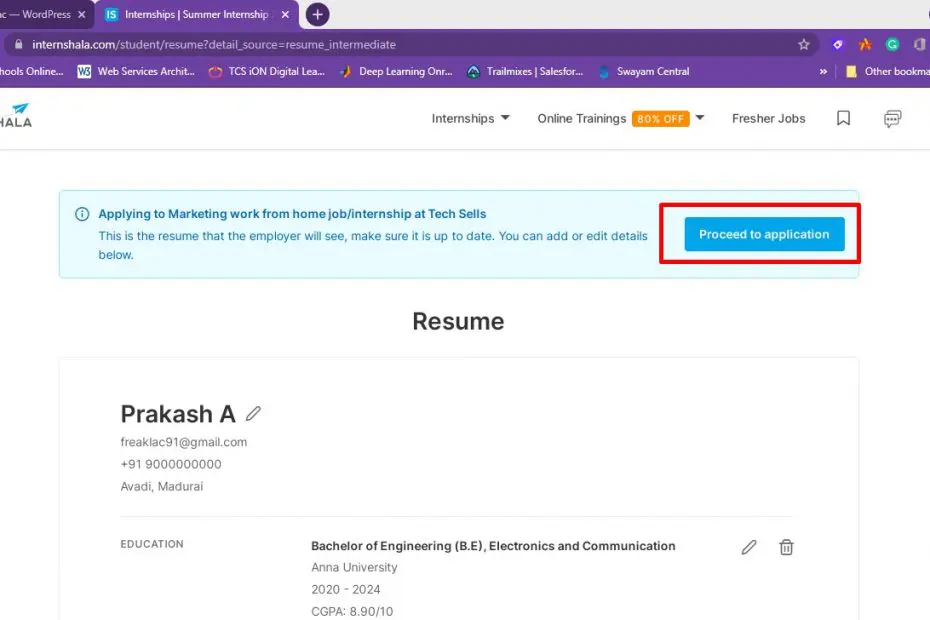 ac — WordPress
IS Internships | Summer Internship
internshala.com/student/resume?detail_source=resume_intermediate
hools Online...
W3 Web Services Archit...
TCS iON Digital Lea...
Deep Learning Onr...
Trailmixes | Salesfor...
Swayam Central
»
Other bookma
HALA
Internships
Online Trainings 80% OFF
Fresher Jobs
Applying to Marketing work from home job/internship at Tech Sells
This is the resume that the employer will see, make sure it is up to date. You can add or edit details
below.
Proceed to application
Resume
Prakash A
freaklac91@gmail.com
+91 9000000000
Avadi, Madurai
EDUCATION
Bachelor of Engineering (B.E), Electronics and Communication
Anna University
2020 - 2024
CGPA: 8.90/10